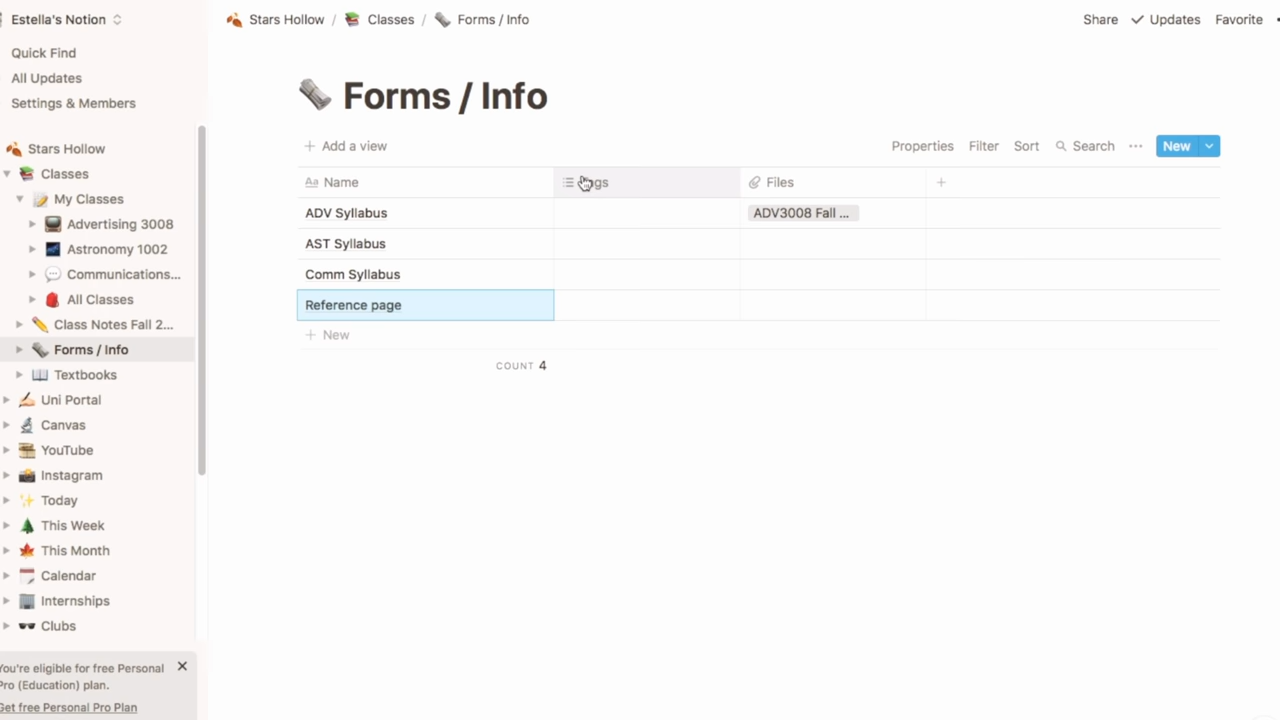 Estella's Notion
Stars Hollow / Classes / Forms / Info
Share Updates Favorite
Quick Find
All Updates
Settings & Members
Stars Hollow
Classes
My Classes
Advertising 3008
Astronomy 1002
Communications...
All Classes
Class Notes Fall 2...
Forms / Info
Textbooks
Uni Portal
Canvas
YouTube
Instagram
Today
This Week
This Month
Calendar
Internships
Clubs
You're eligible for free Personal
Pro (Education) plan.
Get free Personal Pro Plan
Forms / Info
+ Add a view
Properties Filter Sort Search ... New
Aa Name Files +
ADV Syllabus ADV3008 Fall ...
AST Syllabus
Comm Syllabus
Reference page
+ New
COUNT 4